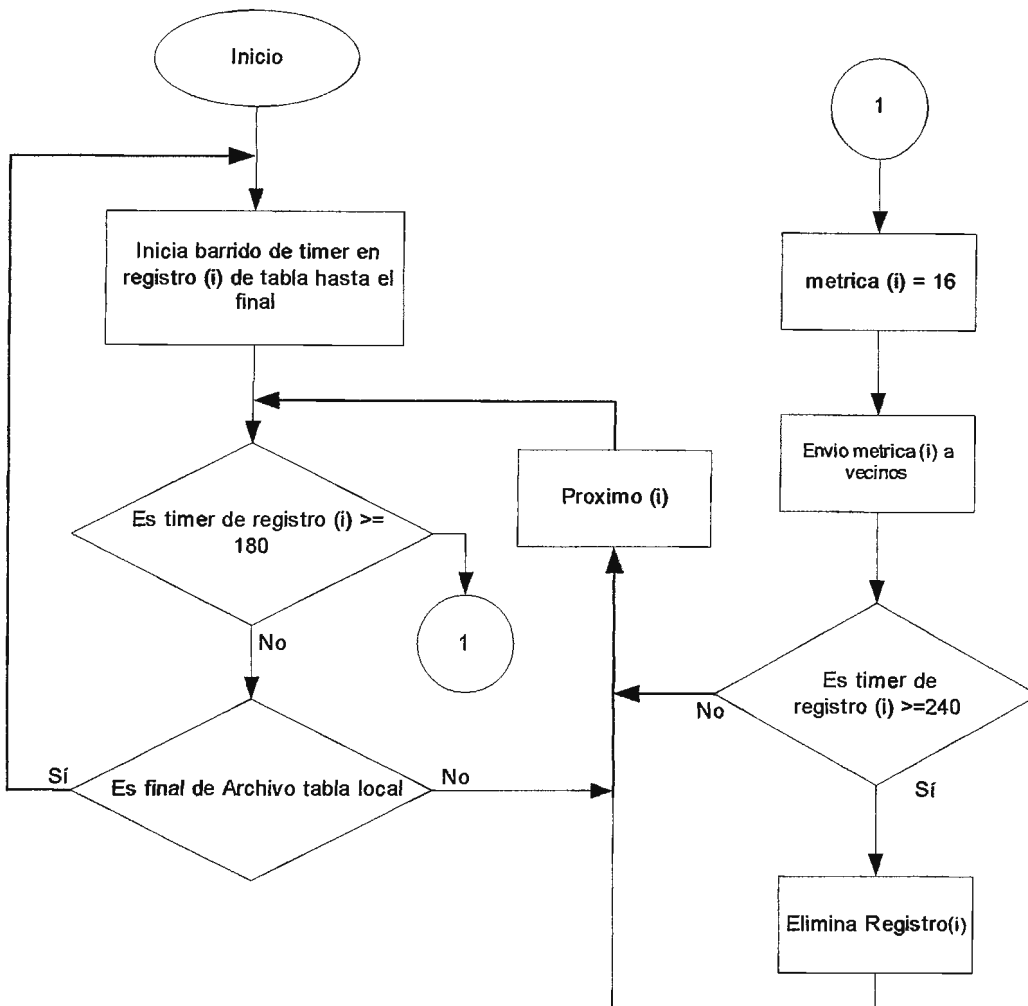 Inicio
Inicia barrido de timer en
registro (i) de tabla hasta el
final
Es timer de registro (i) >=
180
1
No
Es final de Archivo tabla local
Sí
No
Proximo (i)
1
metrica (i) = 16
Envio metrica (i) a
vecinos
Es timer de
registro (i) >=240
No
Sí
Elimina Registro(i)